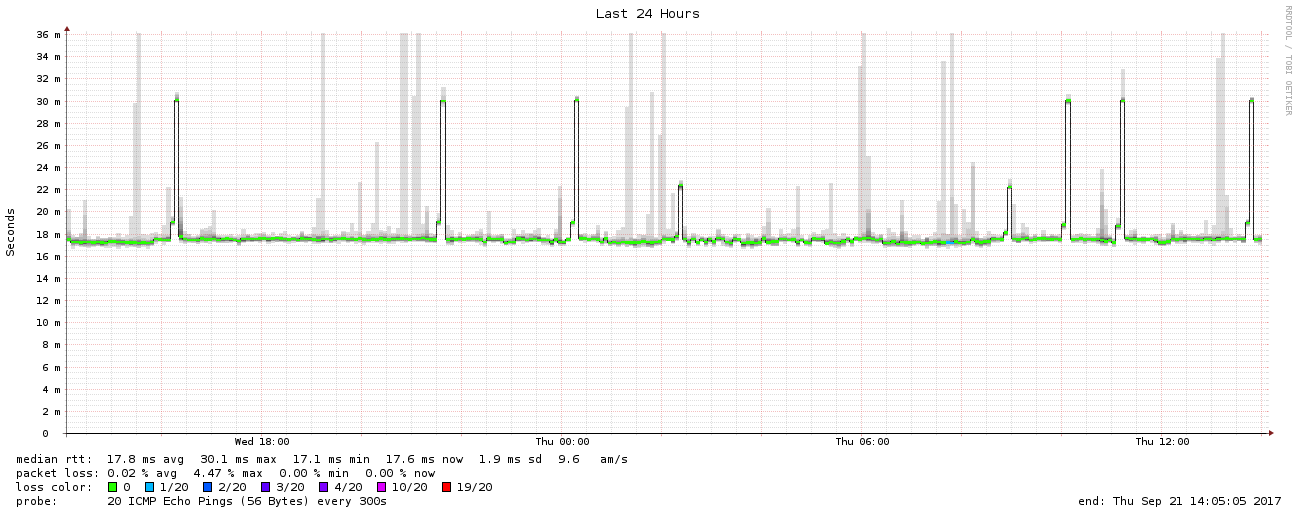 Last 24 Hours
RRDTOOL / TOBI OETIKER
Seconds
36 m
34 m
32 m
30 m
28 m
26 m
24 m
22 m
20 m
18 m
16 m
14 m
12 m
10 m
8 m
6 m
4 m
2 m
0
Wed 18:00 Thu 00:00 Thu 06:00 Thu 12:00
median rtt: 17.8 ms avg 30.1 ms max 17.1 ms min 17.6 ms now 1.9 ms sd 9.6 am/s
packet loss: 0.02 % avg 4.47 % max 0.00 % min 0.00 % now
loss color: 0 1/20 2/20 3/20 4/20 10/20 19/20
probe: 20 ICMP Echo Pings (56 Bytes) every 300s end: Thu Sep 21 14:05:05 2017